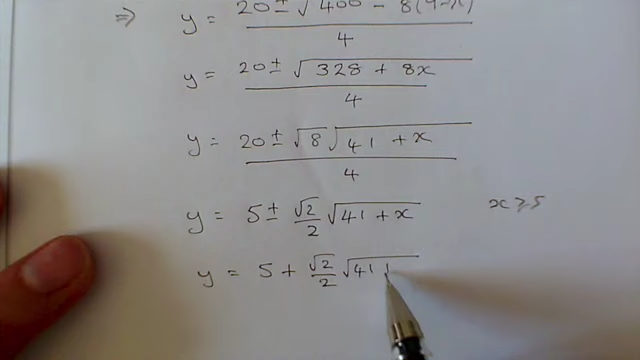 ⇒ y = 20 ± √400 - 8(9-x) / 4
y = 20 ± √328 + 8x / 4
y = 20 ± √8 √41 + x / 4
y = 5 ± √2/2 √41 + x    x ≥ 5
y = 5 + √2/2 √41